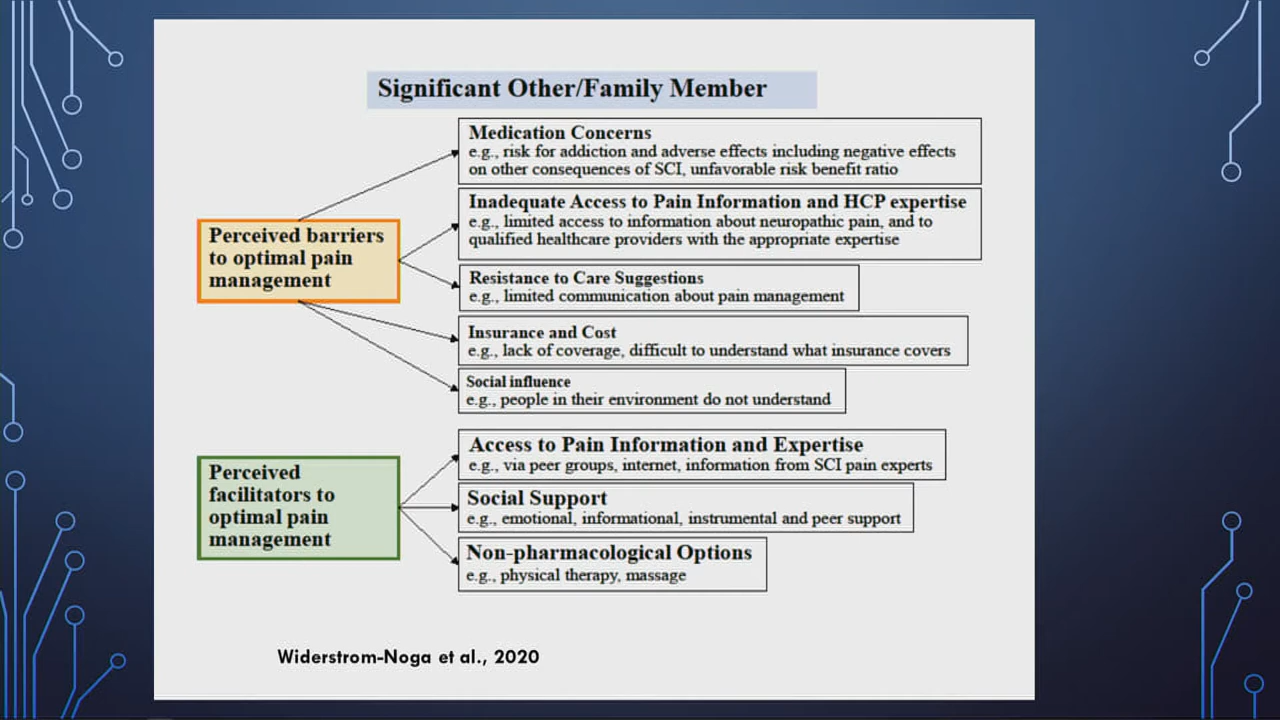 Significant Other/Family Member
Medication Concerns
e.g., risk for addiction and adverse effects including negative effects
on other consequences of SCI, unfavorable risk benefit ratio
Inadequate Access to Pain Information and HCP expertise
e.g., limited access to information about neuropathic pain, and to
qualified healthcare providers with the appropriate expertise
Perceived barriers
to optimal pain
management
Resistance to Care Suggestions
e.g., limited communication about pain management
Insurance and Cost
e.g., lack of coverage, difficult to understand what insurance covers
Social influence
e.g., people in their environment do not understand
Access to Pain Information and Expertise
e.g., via peer groups, internet, information from SCI pain experts
Perceived
facilitators to
optimal pain
management
Social Support
e.g., emotional, informational, instrumental and peer support
Non-pharmacological Options
e.g., physical therapy, massage
Widerstrom-Noga et al., 2020